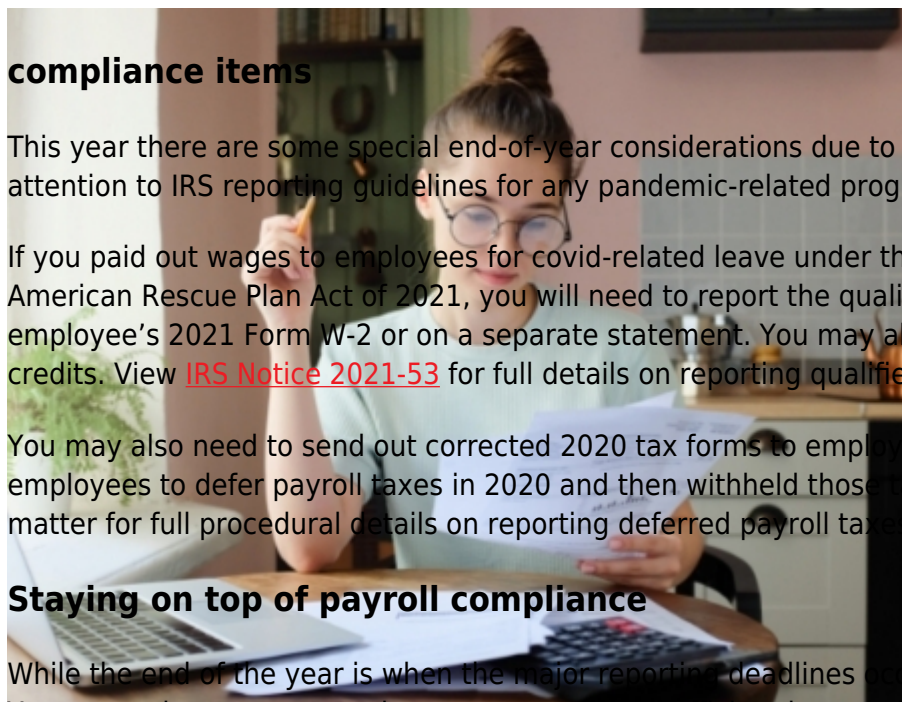 compliance items
This year there are some special end-of-year considerations due to
attention to IRS reporting guidelines for any pandemic-related prog
If you paid out wages to employees for covid-related leave under th
American Rescue Plan Act of 2021, you will need to report the quali
employee’s 2021 Form W-2 or on a separate statement. You may al
credits. View IRS Notice 2021-53 for full details on reporting qualifie
You may also need to send out corrected 2020 tax forms to employ
employees to defer payroll taxes in 2020 and then withheld those
matter for full procedural details on reporting deferred payroll taxe
Staying on top of payroll compliance
While the end of the year is when the major reporting deadlines oc